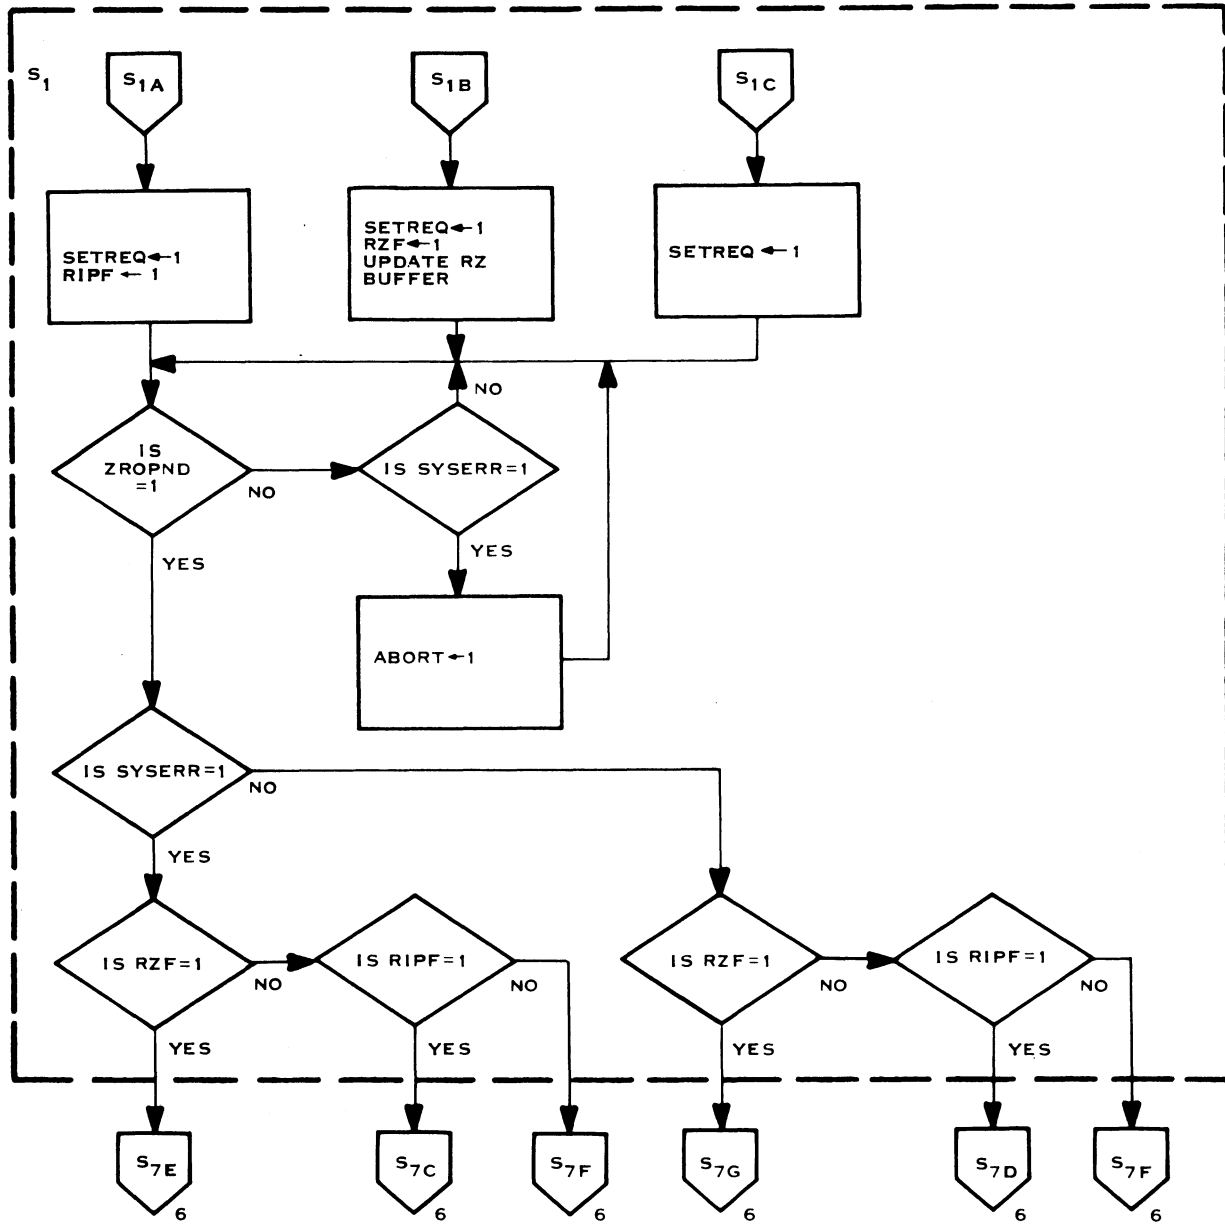 S1
S1A
S1B
S1C
SETREQ←1
RIPF←1
SETREQ←1
RZF←1
UPDATE RZ
BUFFER
SETREQ←1
NO
IS
ZROPND
=1
NO
IS SYSERR=1
YES
YES
ABORT←1
IS SYSERR=1
NO
YES
IS RZF=1
NO
IS RIPF=1
NO
IS RZF=1
NO
IS RIPF=1
NO
YES
YES
YES
YES
S7E
6
S7C
6
S7F
6
S7G
6
S7D
6
S7F
6